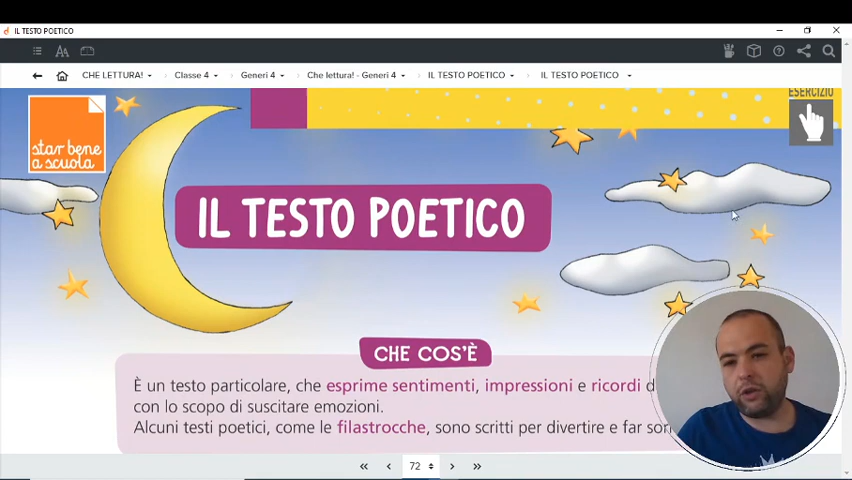 IL TESTO POETICO
CHE LETTURA!
Classe 4
Generi 4
Che lettura! - Generi 4
IL TESTO POETICO
IL TESTO POETICO
ESERCIZIO
star bene
a scuola
IL TESTO POETICO
CHE COS'È
È un testo particolare, che esprime sentimenti, impressioni e ricordi
con lo scopo di suscitare emozioni.
Alcuni testi poetici, come le filastrocche, sono scritti per divertire e far
72